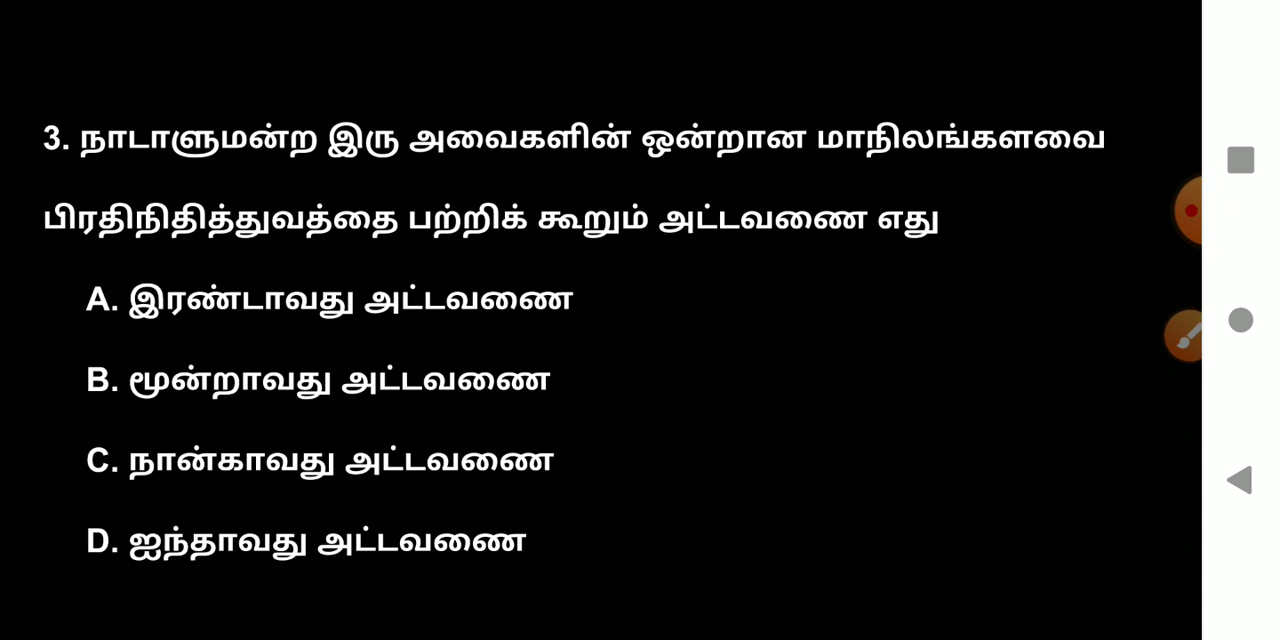 3. நாடாளுமன்ற இரு அவைகளின் ஒன்றான மாநிலங்களவை
பிரதிநிதித்துவத்தை பற்றிக் கூறும் அட்டவணை எது
A. இரண்டாவது அட்டவணை
B. மூன்றாவது அட்டவணை
C. நான்காவது அட்டவணை
D. ஐந்தாவது அட்டவணை